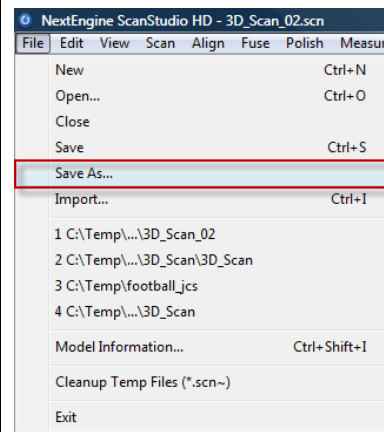 NextEngine ScanStudio HD - 3D_Scan_02.scn
File Edit View Scan Align Fuse Polish Measur
New Ctrl+N
Open... Ctrl+O
Close
Save Ctrl+S
Save As...
Import... Ctrl+I
1 C:\Temp\...\3D_Scan_02
2 C:\Temp\...\3D_Scan\3D_Scan
3 C:\Temp\football_jcs
4 C:\Temp\...\3D_Scan
Model Information... Ctrl+Shift+I
Cleanup Temp Files (*.scn~)
Exit